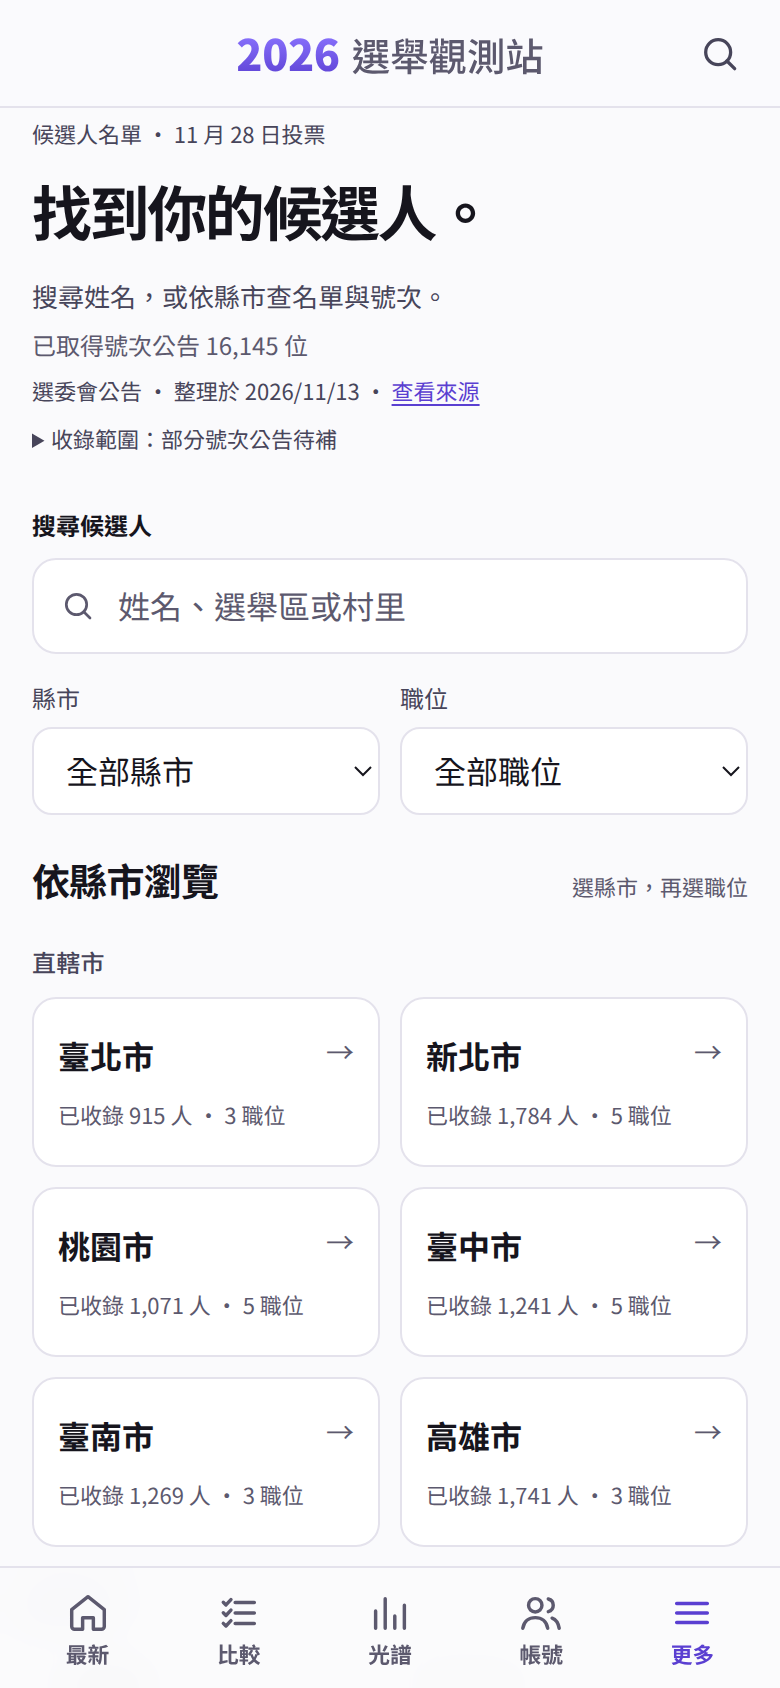 2026 選舉觀測站
候選人名單 · 11 月 28 日投票
找到你的候選人。
搜尋姓名，或依縣市查名單與號次。
已取得號次公告 16,145 位
選委會公告 · 整理於 2026/11/13 · 查看來源
▶ 收錄範圍：部分號次公告待補
搜尋候選人
姓名、選舉區或村里
縣市 職位
全部縣市 全部職位
依縣市瀏覽 選縣市，再選職位
直轄市
臺北市 → 新北市 →
已收錄 915 人 · 3 職位 已收錄 1,784 人 · 5 職位
桃園市 → 臺中市 →
已收錄 1,071 人 · 5 職位 已收錄 1,241 人 · 5 職位
臺南市 → 高雄市 →
已收錄 1,269 人 · 3 職位 已收錄 1,741 人 · 3 職位
最新 比較 光譜 帳號 更多